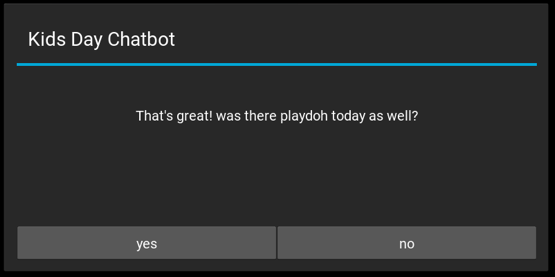 Kids Day Chatbot
That's great! was there playdoh today as well?
yes
no